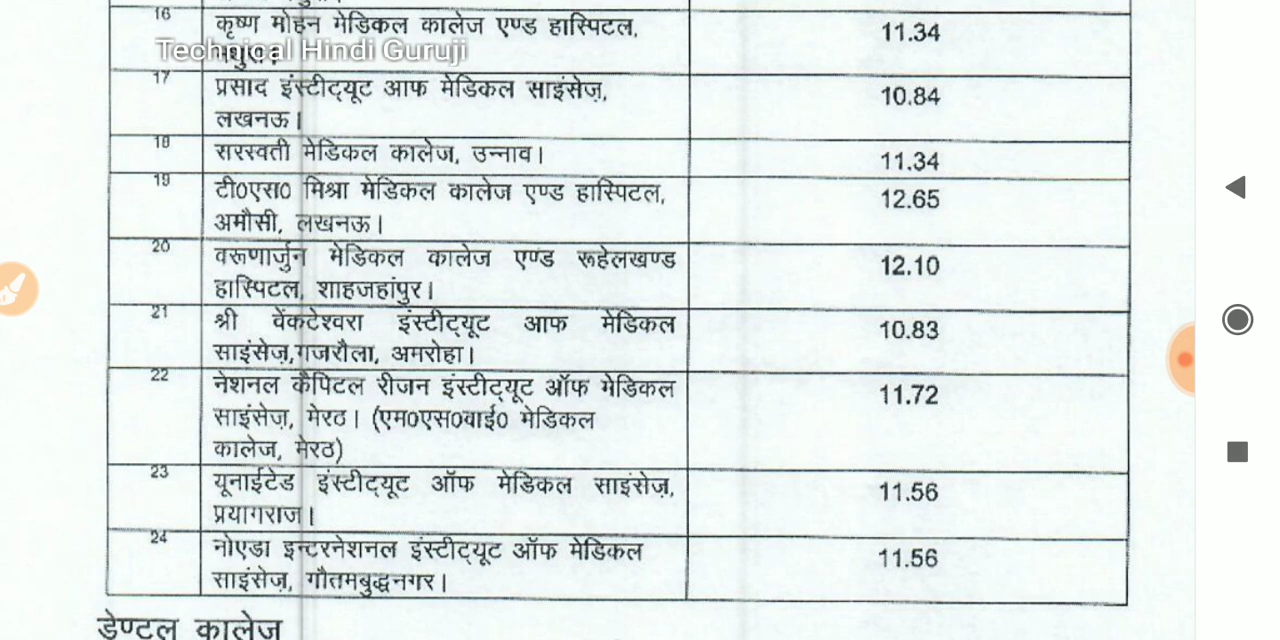 16
कृष्ण मोहन मेडिकल कालेज एण्ड हास्पिटल,
11.34
Technical Hindi Guruji
17
प्रसाद इंस्टीट्यूट आफ मेडिकल साइंसेज़,
लखनऊ।
10.84
18
सरस्वती मेडिकल कालेज, उन्नाव।
11.34
19
टी0एस0 मिश्रा मेडिकल कालेज एण्ड हास्पिटल,
अमौसी, लखनऊ।
12.65
20
वरूणार्जुन मेडिकल कालेज एण्ड रूहेलखण्ड
हास्पिटल, शाहजहांपुर।
12.10
21
श्री वेंकटेश्वरा इंस्टीट्यूट आफ मेडिकल
साइंसेज़,गजरौला, अमरोहा।
10.83
22
नेशनल कैपिटल रीजन इंस्टीट्यूट ऑफ मेडिकल
साइंसेज़, मेरठ। (एम0एस0वाई0 मेडिकल
कालेज, मेरठ)
11.72
23
यूनाईटेड इंस्टीट्यूट ऑफ मेडिकल साइंसेज़,
प्रयागराज।
11.56
24
नोएडा इन्टरनेशनल इंस्टीट्यूट ऑफ मेडिकल
साइंसेज़, गौतमबुद्धनगर।
11.56
डेण्टल कालेज